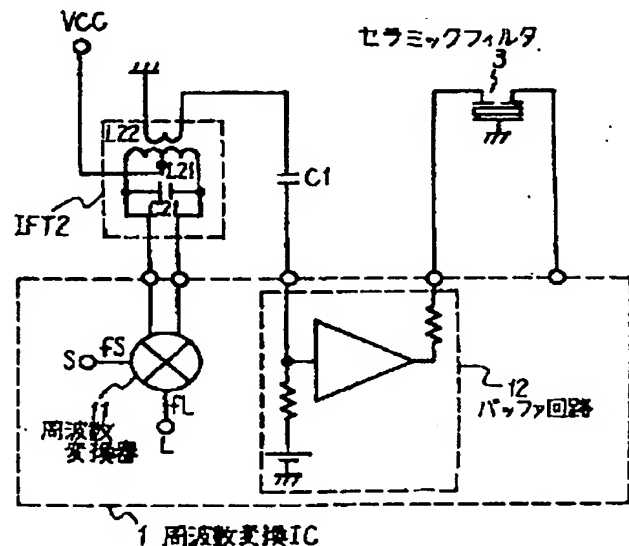 VCC
セラミックフィルタ
3
L22
L21
C21
C1
IFT2
S
fS
11
周波数
変換器
fL
L
12
バッファ回路
1 周波数変換IC